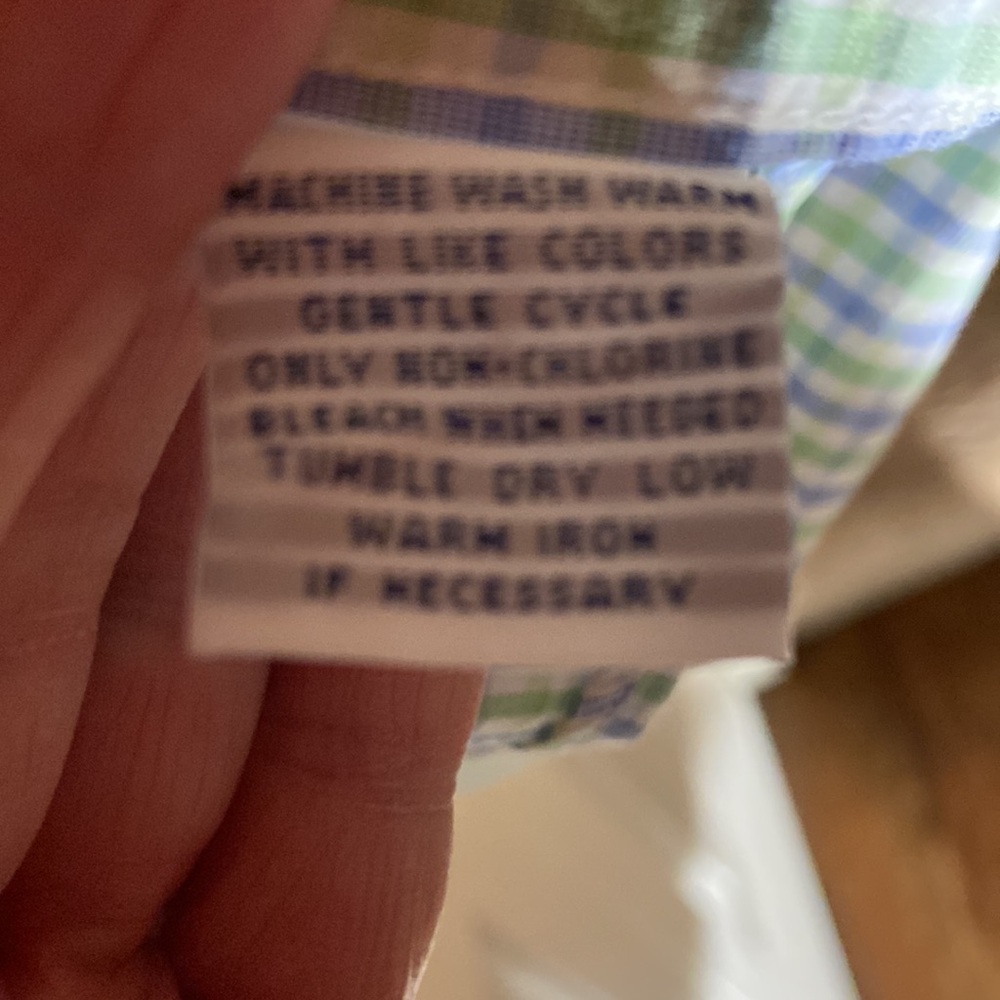 MACHINE WASH WARM
WITH LIKE COLORS
GENTLE CYCLE
ONLY NON-CHLORINE
BLEACH WHEN NEEDED
TUMBLE DRY LOW
WARM IRON
IF NECESSARY